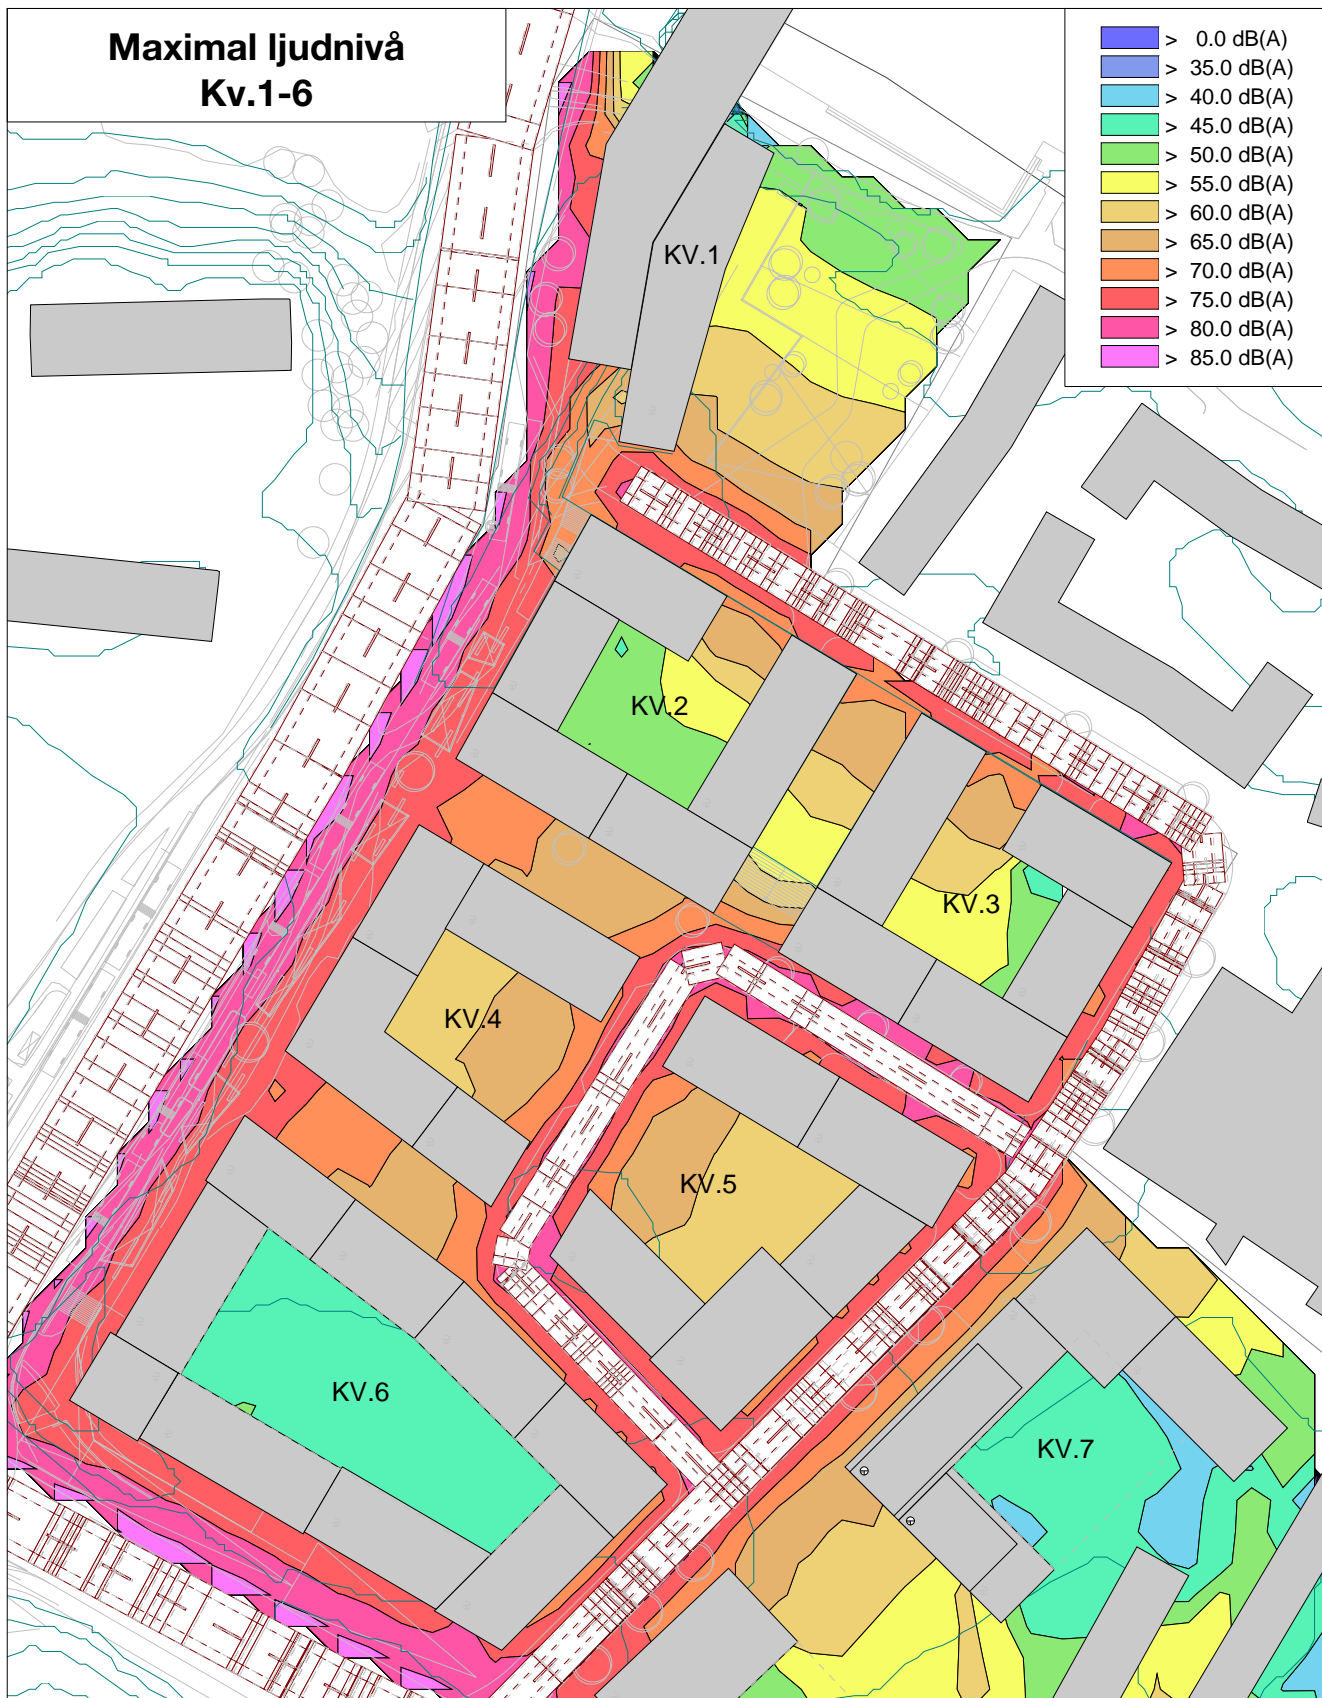 Maximal ljudnivå
Kv.1-6
> 0.0 dB(A)
> 35.0 dB(A)
> 40.0 dB(A)
> 45.0 dB(A)
> 50.0 dB(A)
> 55.0 dB(A)
> 60.0 dB(A)
> 65.0 dB(A)
> 70.0 dB(A)
> 75.0 dB(A)
> 80.0 dB(A)
> 85.0 dB(A)
KV.1
KV.2
KV.3
KV.4
KV.5
KV.6
KV.7